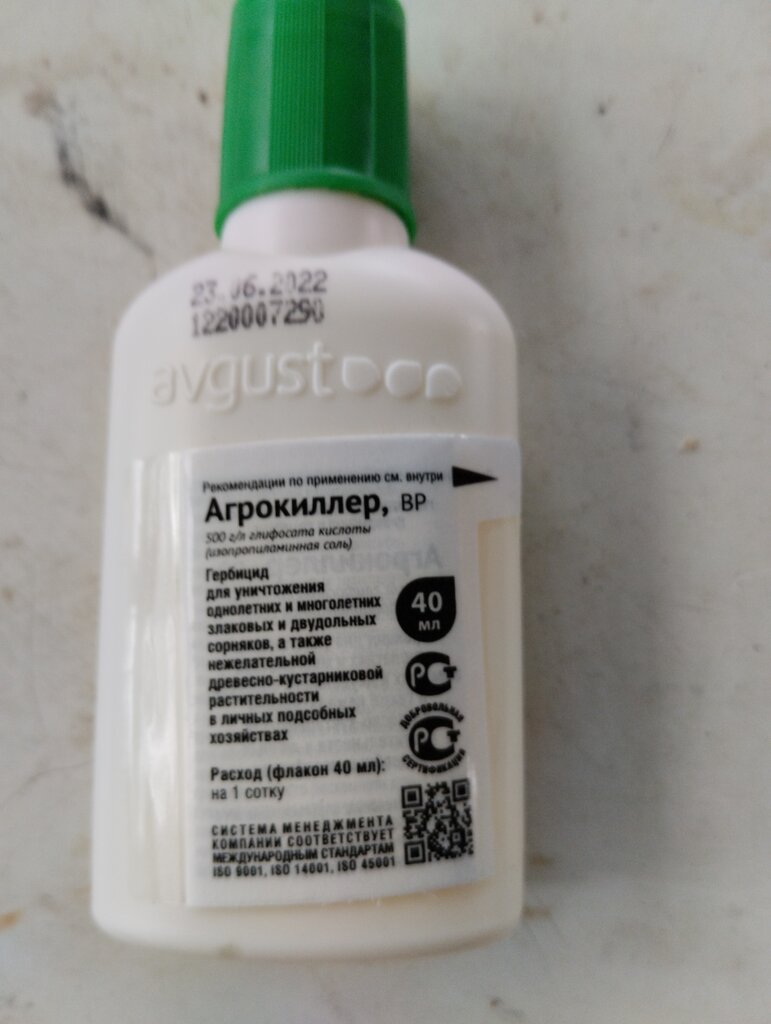 23.06.2022
1220007290
avgust
Рекомендации по применению см. внутри
Агрокиллер, ВР
500 г/л глифосата кислоты
(изопропиламинная соль)
Гербицид
для уничтожения
однолетних и многолетних
злаковых и двудольных
сорняков, а также
нежелательной
древесно-кустарниковой
растительности
в личных подсобных
хозяйствах
40
мл
РСТ
ДОБРОВОЛЬНАЯ
РСТ
СЕРТИФИКАЦИЯ
Расход (флакон 40 мл):
на 1 сотку
СИСТЕМА МЕНЕДЖМЕНТА
КОМПАНИИ СООТВЕТСТВУЕТ
МЕЖДУНАРОДНЫМ СТАНДАРТАМ
ISO 9001, ISO 14001, ISO 45001